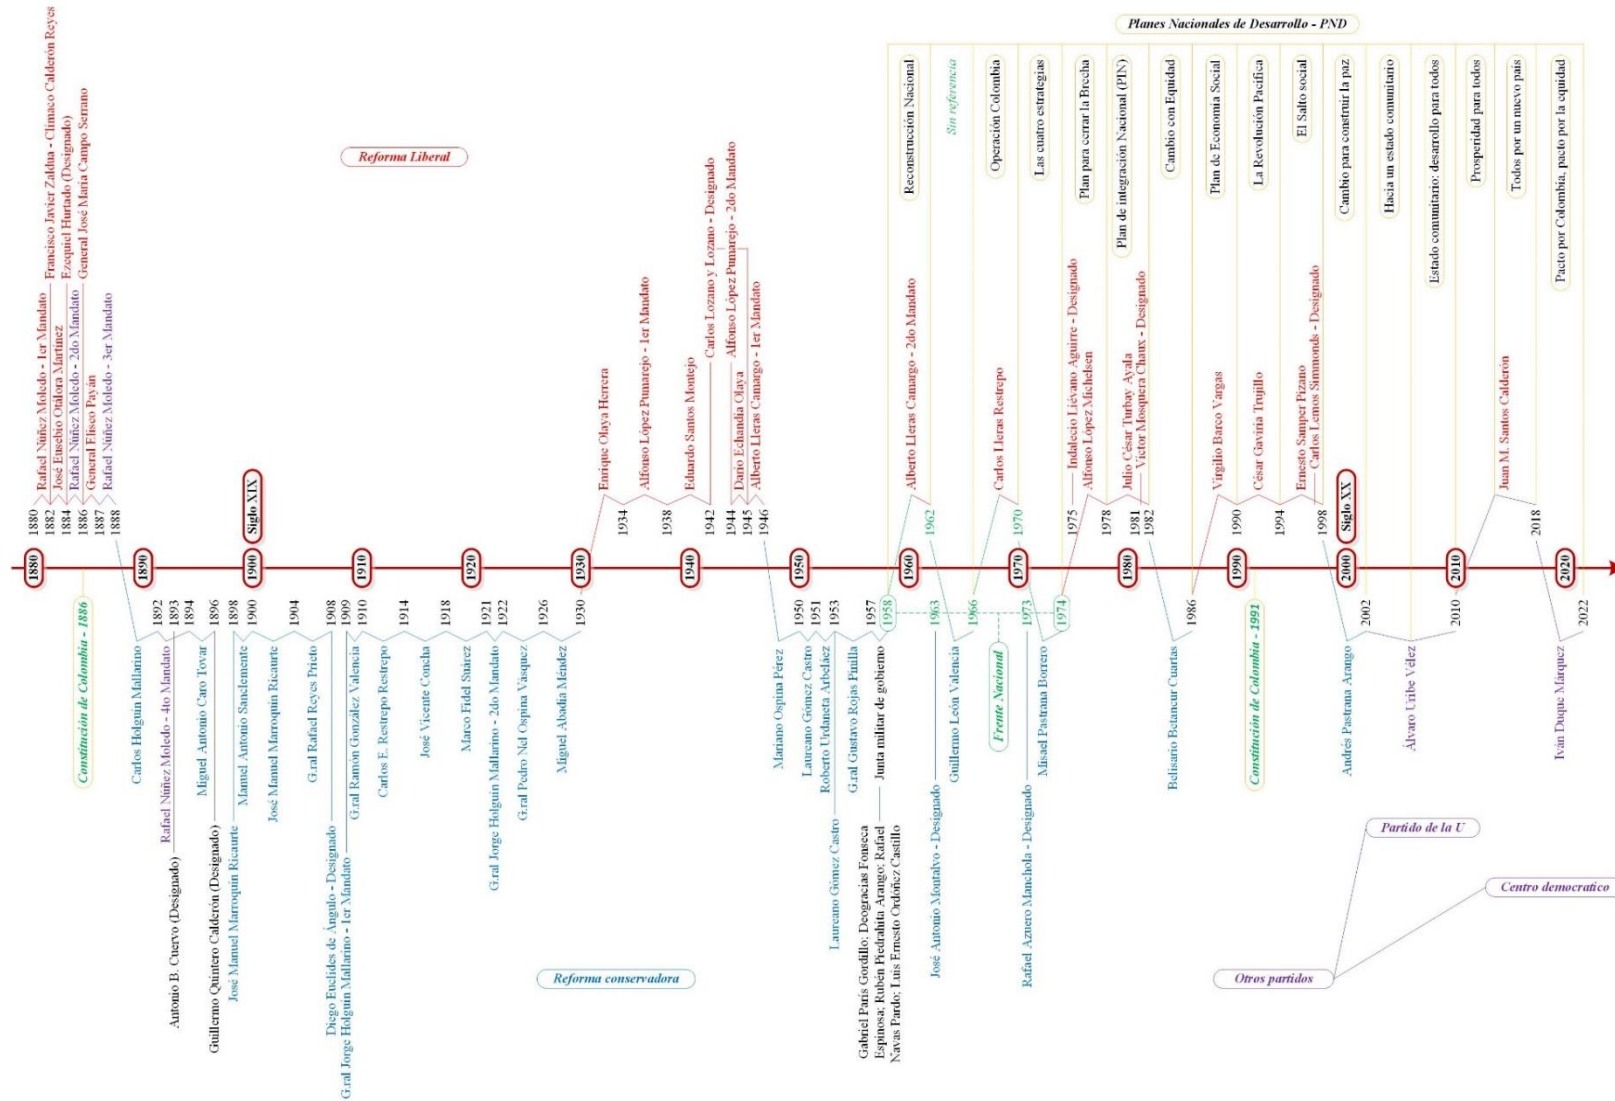 Planes Nacionales de Desarrollo - PND
Reconstrucción Nacional
Sin referencia
Operación Colombia
Las cuatro estrategias
Plan para cerrar la Brecha
Plan de integración Nacional (PIN)
Cambio con Equidad
Plan de Economía Social
La Revolución Pacífica
El Salto social
Cambio para construir la paz
Hacia un estado comunitario
Estado comunitario: desarrollo para todos
Prosperidad para todos
Todos por un nuevo país
Pacto por Colombia, pacto por la equidad
Reforma Liberal
Rafael Núñez Moledo - 1er Mandato
Francisco Javier Zaldua - Clímaco Calderón Reyes
José Eusebio Otálora Martínez
Ezequiel Hurtado (Designado)
Rafael Núñez Moledo - 2do Mandato
General José María Campo Serrano
General Eliseo Payán
Rafael Núñez Moledo - 3er Mandato
Enrique Olaya Herrera
Alfonso López Pumarejo - 1er Mandato
Eduardo Santos Montejo
Carlos Lozano y Lozano - Designado
Alfonso López Pumarejo - 2do Mandato
Darío Echandía Olaya
Alberto Lleras Camargo - 1er Mandato
Alberto Lleras Camargo - 2do Mandato
Carlos Lleras Restrepo
Indalecio Liévano Aguirre - Designado
Alfonso López Michelsen
Julio César Turbay Ayala
Víctor Mosquera Chaux - Designado
Virgilio Barco Vargas
César Gaviria Trujillo
Ernesto Samper Pizano
Carlos Lemos Simmonds - Designado
Juan M. Santos Calderón
1880
1882
1884
1886
1887
1888
Siglo XIX
1934
1938
1942
1944
1945
1946
1962
1970
1975
1978
1981
1982
1990
1994
1998
Siglo XX
2018
1880
1890
1900
1910
1920
1930
1940
1950
1960
1970
1980
1990
2000
2010
2020
Constitución de Colombia - 1886
1892
1893
1894
1896
1898
1900
1904
1908
1909
1910
1914
1918
1921
1922
1926
1930
1950
1951
1953
1957
1958
1963
1966
1973
1974
1986
Constitución de Colombia - 1991
2002
2010
2022
Frente Nacional
Carlos Holguín Mallarino
Rafael Núñez Moledo - 4to Mandato
Antonio B. Cuervo (Designado)
Miguel Antonio Caro Tovar
Guillermo Quintero Calderón (Designado)
José Manuel Marroquín Ricaurte
Manuel Antonio Sanclemente
José Manuel Marroquín Ricaurte
G.ral Rafael Reyes Prieto
Diego Euclides de Ángulo - Designado
G.ral Jorge Holguín Mallarino - 1er Mandato
G.ral Ramón González Valencia
Carlos E. Restrepo Restrepo
José Vicente Concha
Marco Fidel Suárez
G.ral Jorge Holguín Mallarino - 2do Mandato
G.ral Pedro Nel Ospina Vásquez
Miguel Abadía Méndez
Mariano Ospina Pérez
Laureano Gómez Castro
Roberto Urdaneta Arbeláez
Laureano Gómez Castro
G.ral Gustavo Rojas Pinilla
Junta militar de gobierno
Gabriel París Gordillo; Deogracias Fonseca
Espinosa; Rubén Piedrahita Arango; Rafael
Navas Pardo; Luis Ernesto Ordóñez Castillo
José Antonio Montalvo - Designado
Guillermo León Valencia
Rafael Azuero Manchola - Designado
Misael Pastrana Borrero
Belisario Betancur Cuartas
Andrés Pastrana Arango
Álvaro Uribe Vélez
Iván Duque Márquez
Partido de la U
Centro democratico
Otros partidos
Reforma conservadora